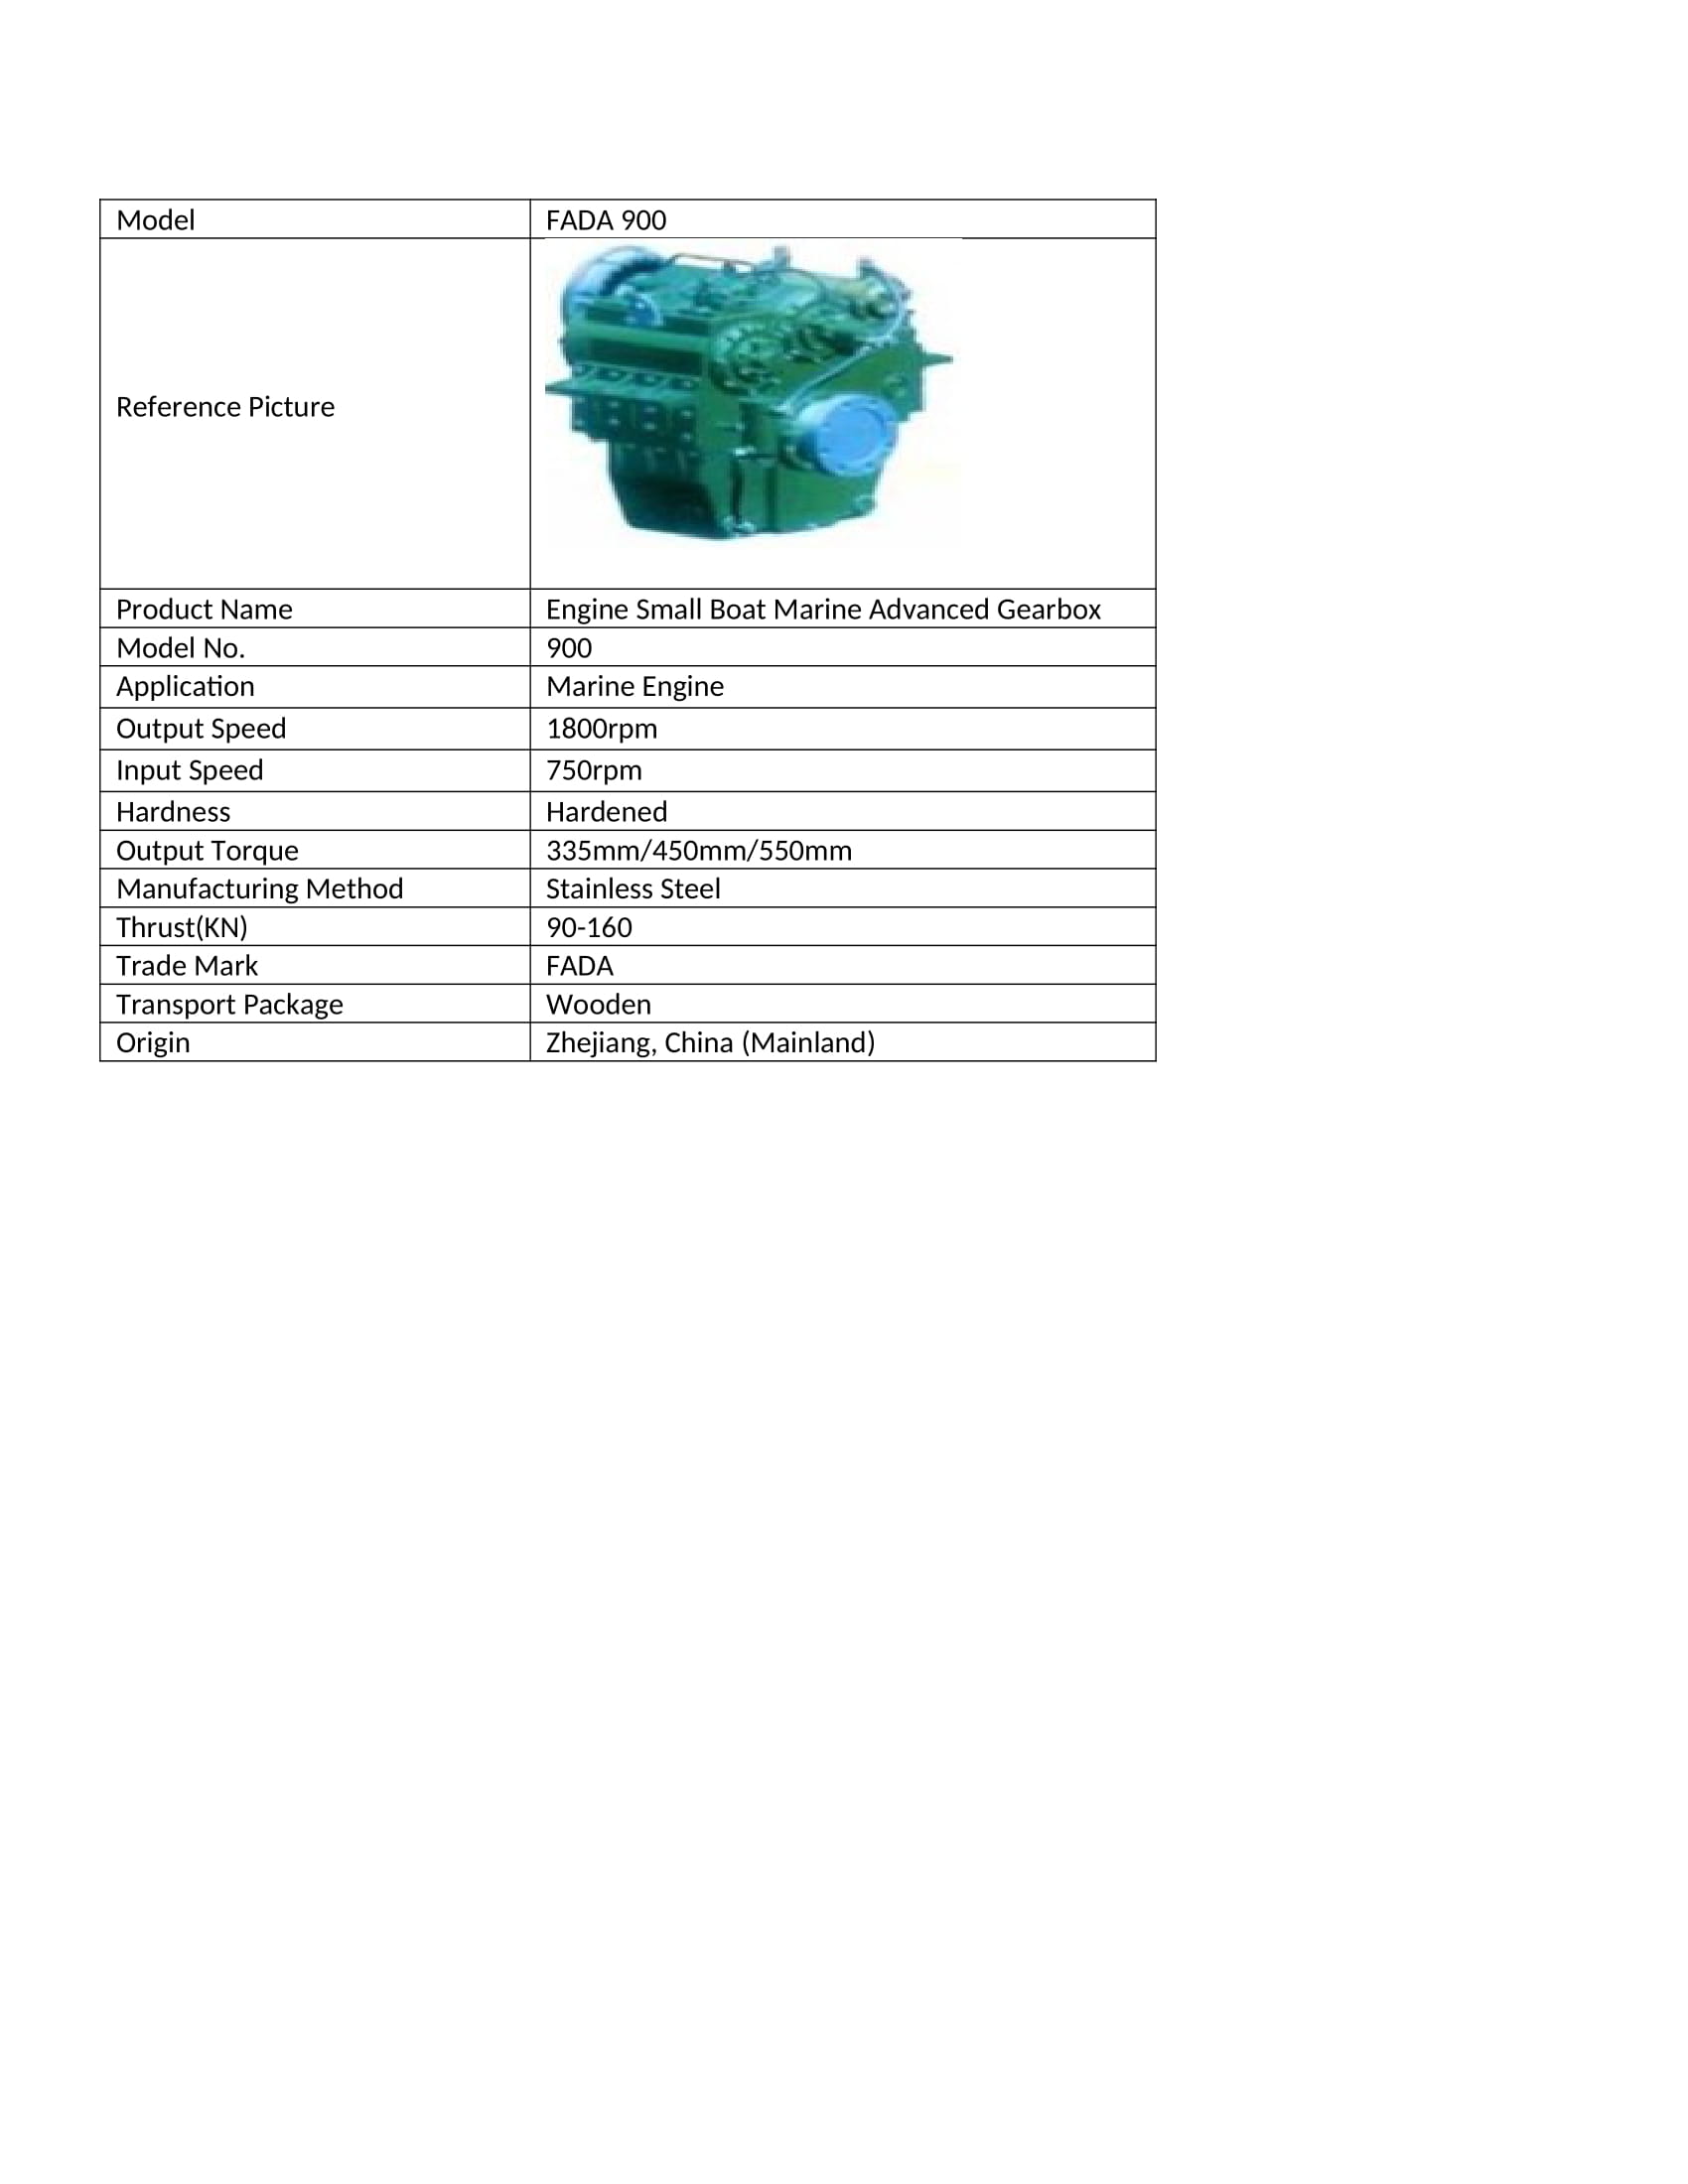 Model FADA 900
Reference Picture
Product Name Engine Small Boat Marine Advanced Gearbox
Model No. 900
Application Marine Engine
Output Speed 1800rpm
Input Speed 750rpm
Hardness Hardened
Output Torque 335mm/450mm/550mm
Manufacturing Method Stainless Steel
Thrust(KN) 90-160
Trade Mark FADA
Transport Package Wooden
Origin Zhejiang, China (Mainland)